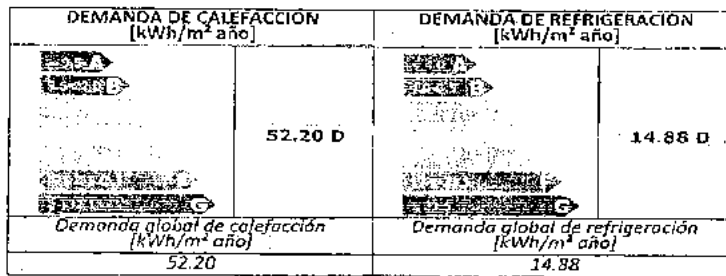 DEMANDA DE CALEFACCIÓN
[kWh/m² año]
DEMANDA DE REFRIGERACIÓN
[kWh/m² año]
A
B
G
52.20 D
A
B
G
14.88 D
Demanda global de calefacción
[kWh/m² año]
Demanda global de refrigeración
[kWh/m² año]
52.20
14.88